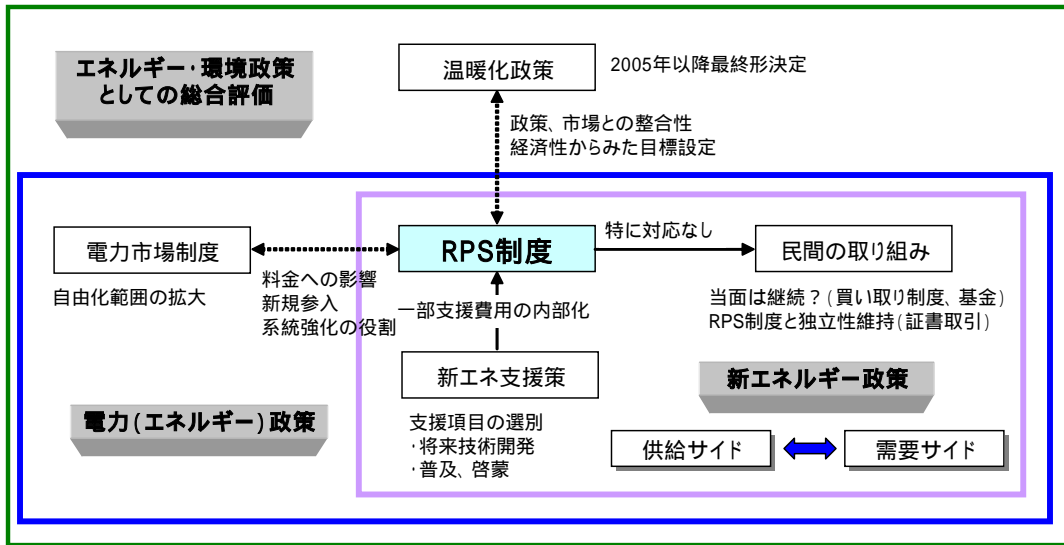 エネルギー・環境政策
としての総合評価
温暖化政策
2005年以降最終形決定
政策、市場との整合性
経済性からみた目標設定
電力市場制度
自由化範囲の拡大
料金への影響
新規参入
系統強化の役割
RPS制度
特に対応なし
民間の取り組み
当面は継続？(買い取り制度、基金)
RPS制度と独立性維持(証書取引)
一部支援費用の内部化
新エネ支援策
支援項目の選別
・将来技術開発
・普及、啓蒙
新エネルギー政策
電力(エネルギー)政策
供給サイド
需要サイド